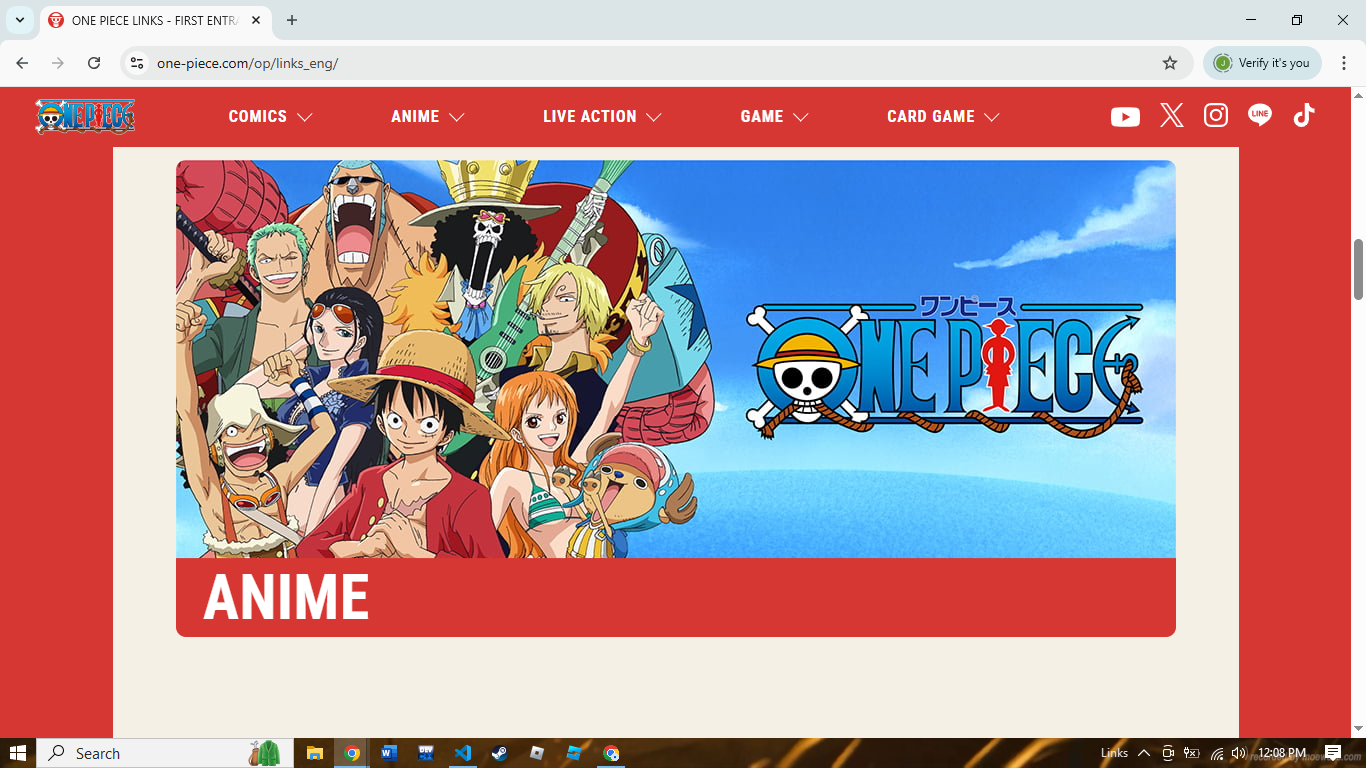 ONE PIECE LINKS - FIRST ENTRA
one-piece.com/op/links_eng/
Verify it's you
ONE PIECE
COMICS
ANIME
LIVE ACTION
GAME
CARD GAME
LINE
ワンピース
ONE PIECE
ANIME
Search
Links
12:08 PM